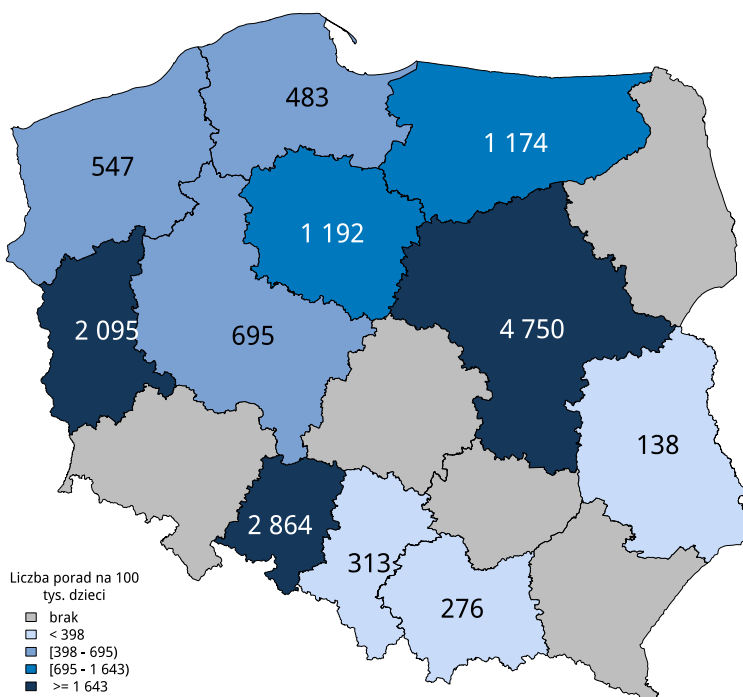 483
1 174
547
1 192
2 095
695
4 750
138
2 864
313
276
Liczba porad na 100
tys. dzieci
brak
< 398
[398 - 695)
[695 - 1 643)
>= 1 643